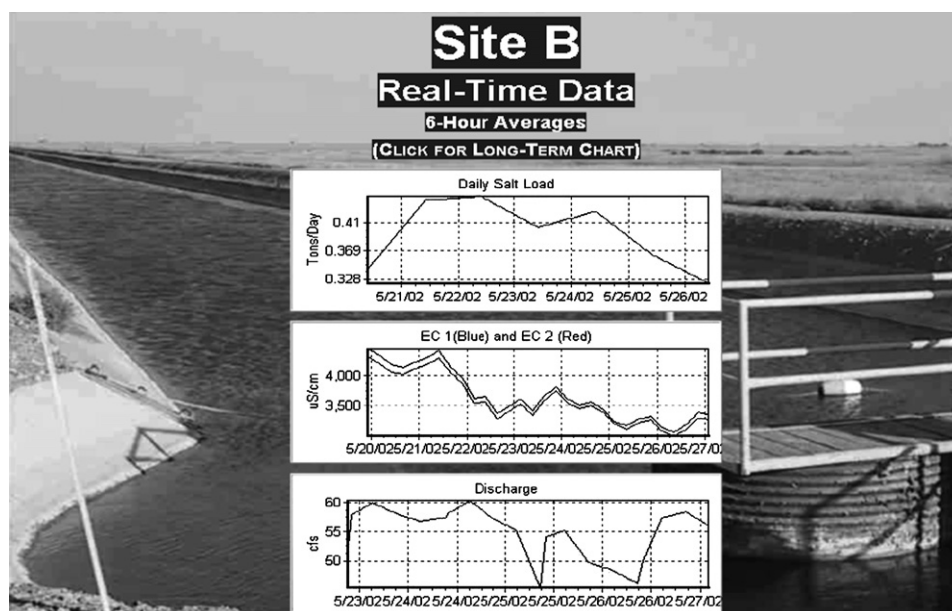 Site B
Real-Time Data
6-Hour Averages
(CLICK FOR LONG-TERM CHART)
Daily Salt Load
Tons/Day
0.41
0.369
0.328
5/21/02 5/22/02 5/23/02 5/24/02 5/25/02 5/26/02
EC 1(Blue) and EC 2 (Red)
uS/cm
4,000
3,500
5/20/025/21/025/22/025/23/025/24/025/25/025/26/025/27/02
Discharge
cfs
60
55
50
5/23/025/24/025/24/025/25/025/26/025/26/025/27/02